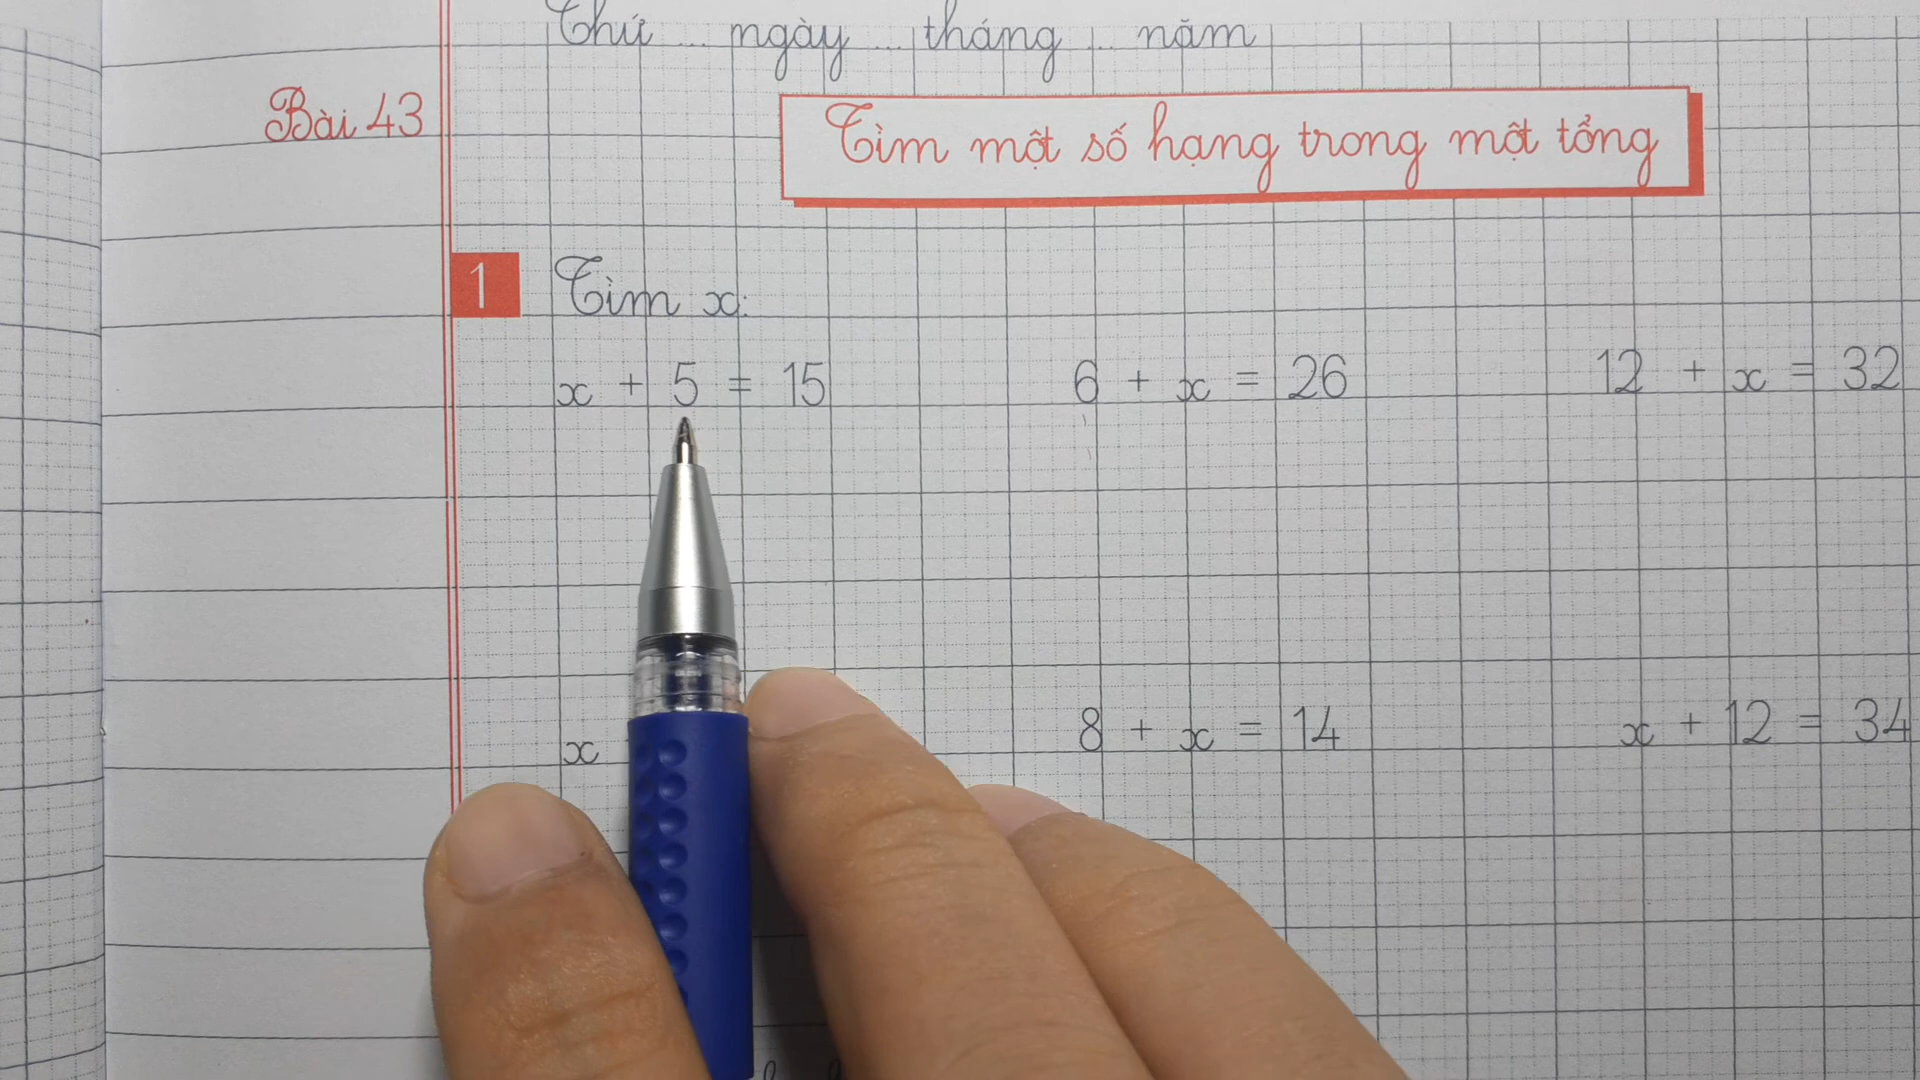 Thứ ... ngày ... tháng ... năm
Bài 43
Tìm một số hạng trong một tổng
1 Tìm x:
x + 5 = 15 6 + x = 26 12 + x = 32
x 8 + x = 14 x + 12 = 34